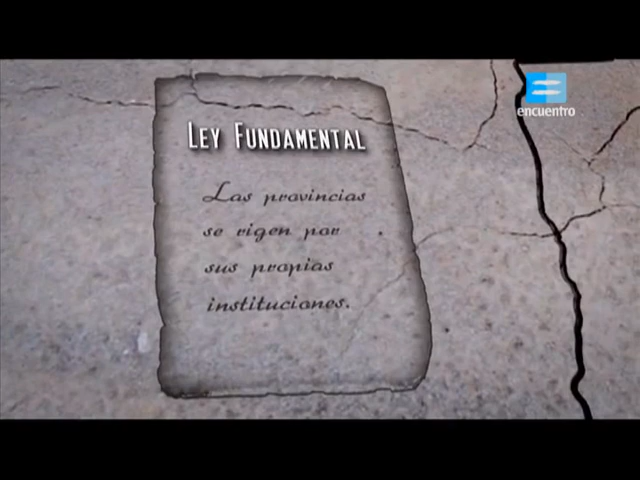 encuentro
LEY FUNDAMENTAL
Las provincias
se rigen por
sus propias
instituciones.